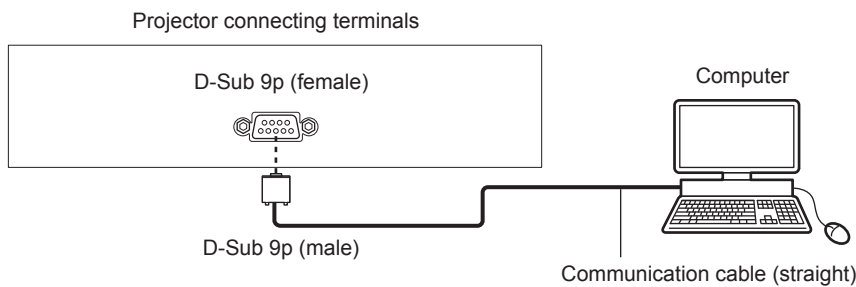 Projector connecting terminals
D-Sub 9p (female)
Computer
D-Sub 9p (male)
Communication cable (straight)